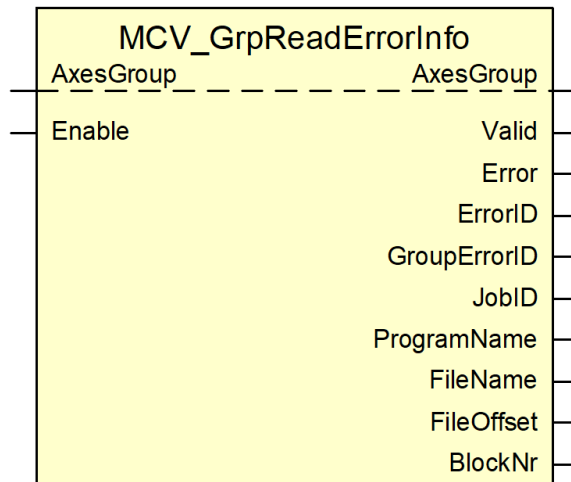 MCV_GrpReadErrorInfo
AxesGroup AxesGroup
Enable Valid
Error
ErrorID
GroupErrorID
JobID
ProgramName
FileName
FileOffset
BlockNr